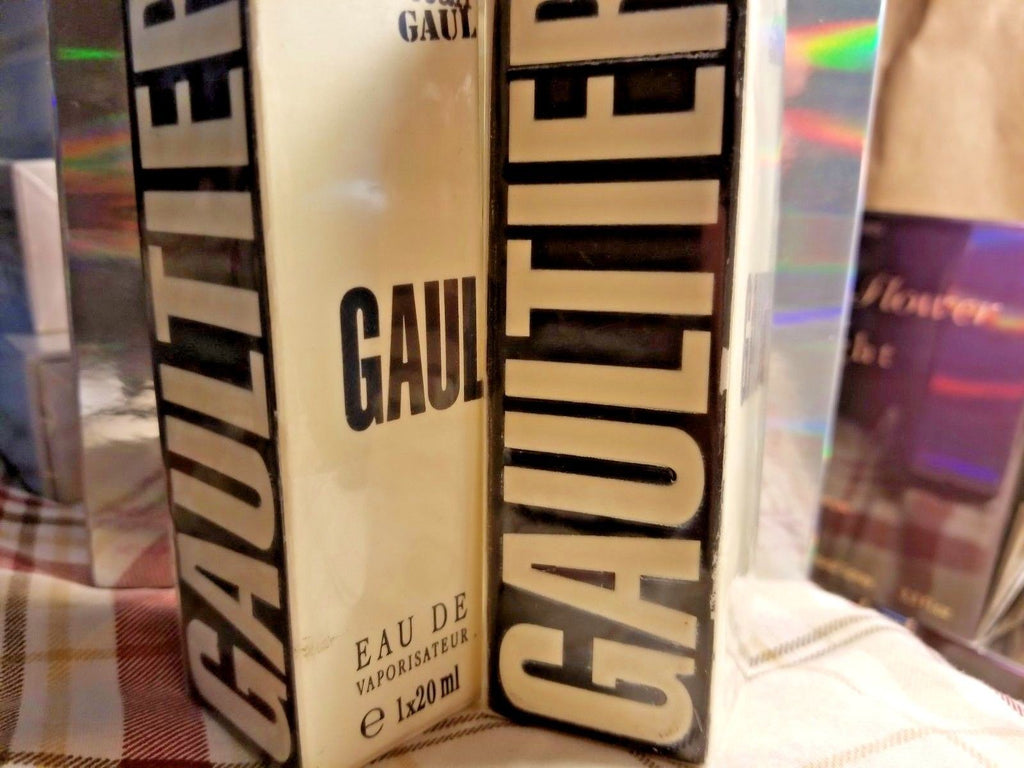 GAULTIER
GAUL
GAUL
EAU DE
VAPORISATEUR
e 1x20 ml
GAULTIER
flower